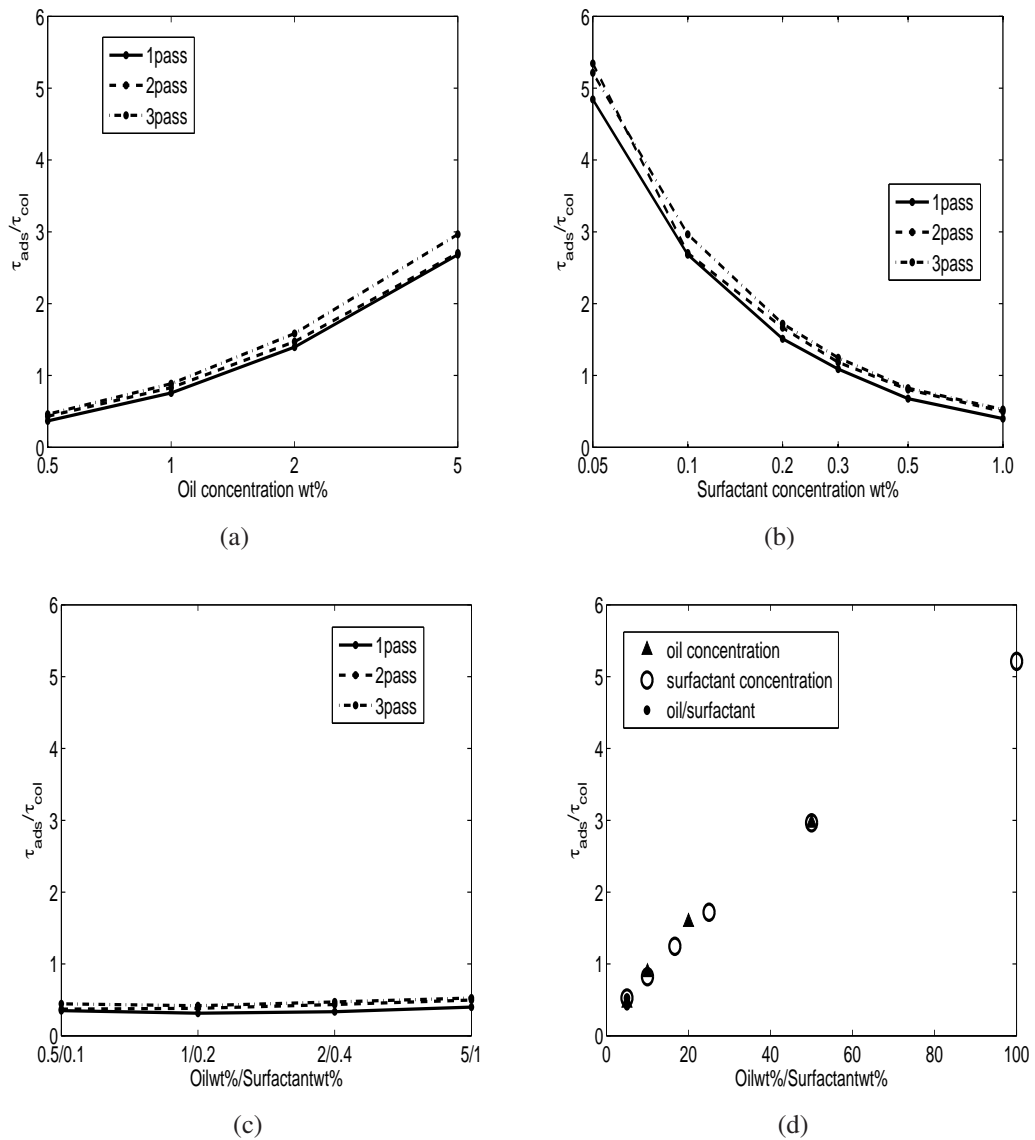 6
5
4
3
2
1
0
τads/τcol
1pass
2pass
3pass
0.5
1
2
5
Oil concentration wt%
(a)
6
5
4
3
2
1
0
τads/τcol
1pass
2pass
3pass
0.05
0.1
0.2
0.3
0.5
1.0
Surfactant concentration wt%
(b)
6
5
4
3
2
1
0
τads/τcol
1pass
2pass
3pass
0.5/0.1
1/0.2
2/0.4
5/1
Oilwt%/Surfactantwt%
(c)
6
5
4
3
2
1
0
τads/τcol
oil concentration
surfactant concentration
oil/surfactant
0
20
40
60
80
100
Oilwt%/Surfactantwt%
(d)